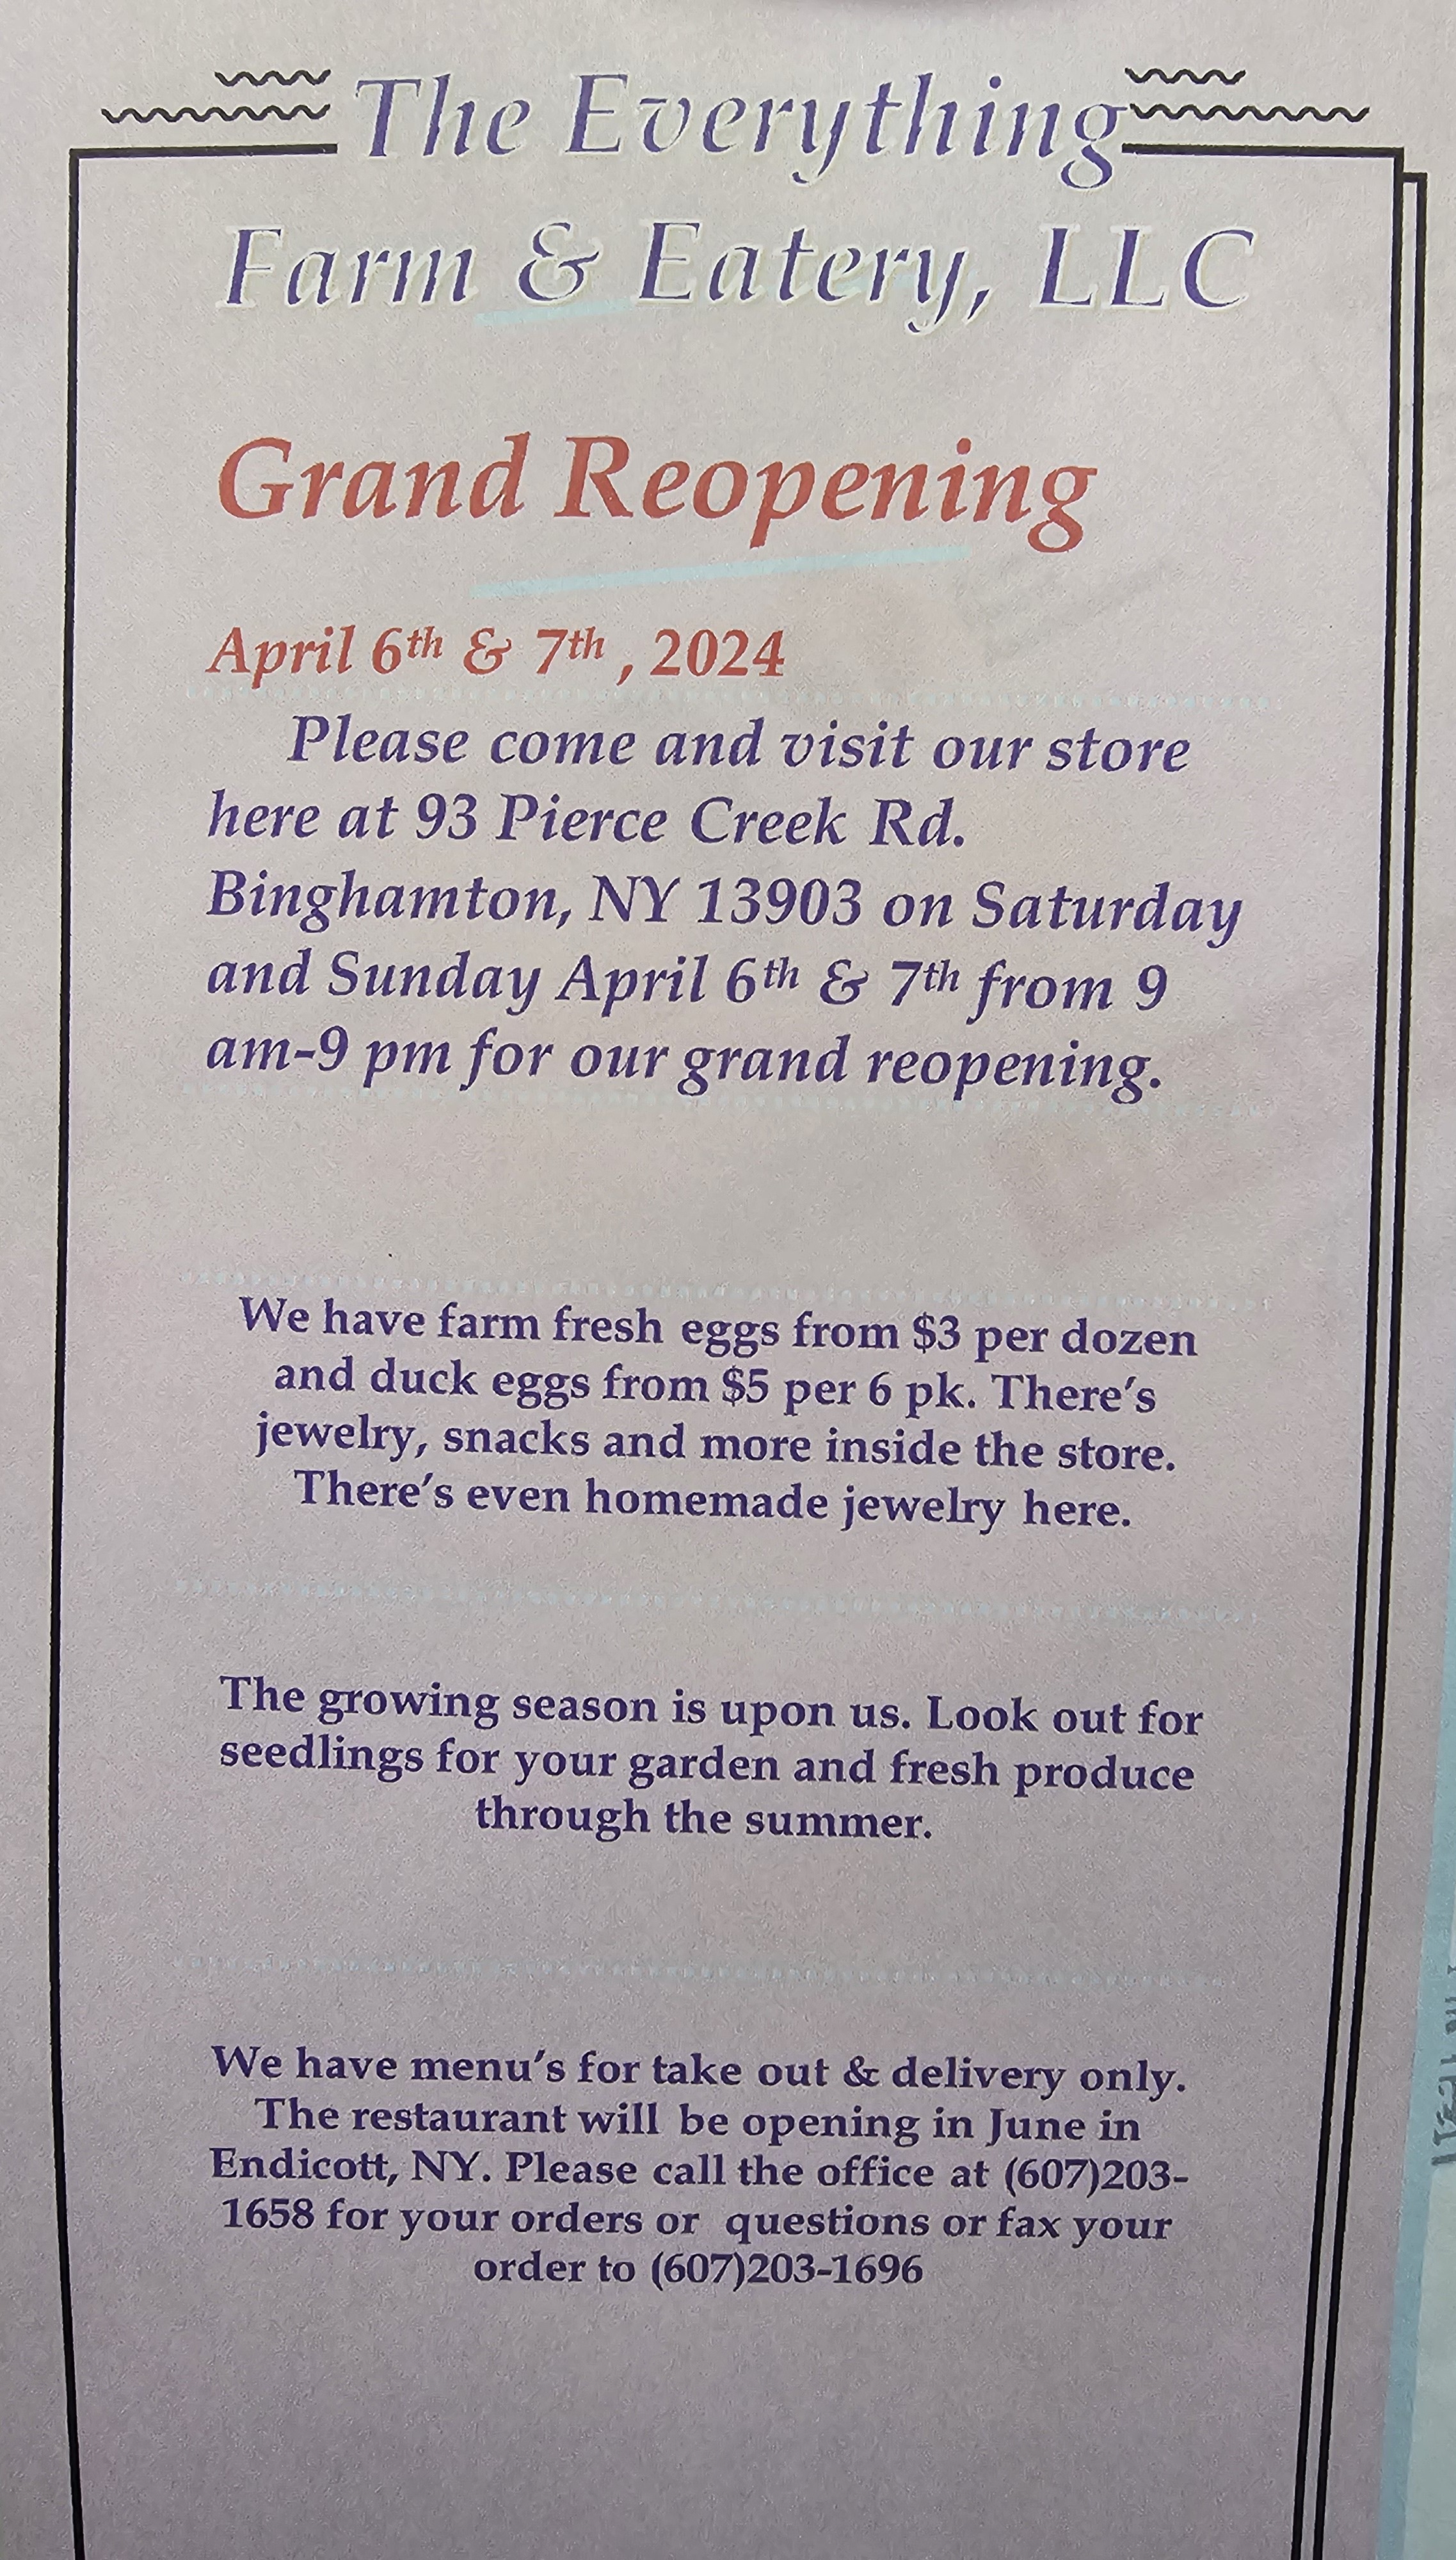 The Everything
Farm & Eatery, LLC
Grand Reopening
April 6th & 7th , 2024
Please come and visit our store
here at 93 Pierce Creek Rd.
Binghamton, NY 13903 on Saturday
and Sunday April 6th & 7th from 9
am-9 pm for our grand reopening.
We have farm fresh eggs from $3 per dozen
and duck eggs from $5 per 6 pk. There's
jewelry, snacks and more inside the store.
There's even homemade jewelry here.
The growing season is upon us. Look out for
seedlings for your garden and fresh produce
through the summer.
We have menu's for take out & delivery only.
The restaurant will be opening in June in
Endicott, NY. Please call the office at (607)203-
1658 for your orders or questions or fax your
order to (607)203-1696